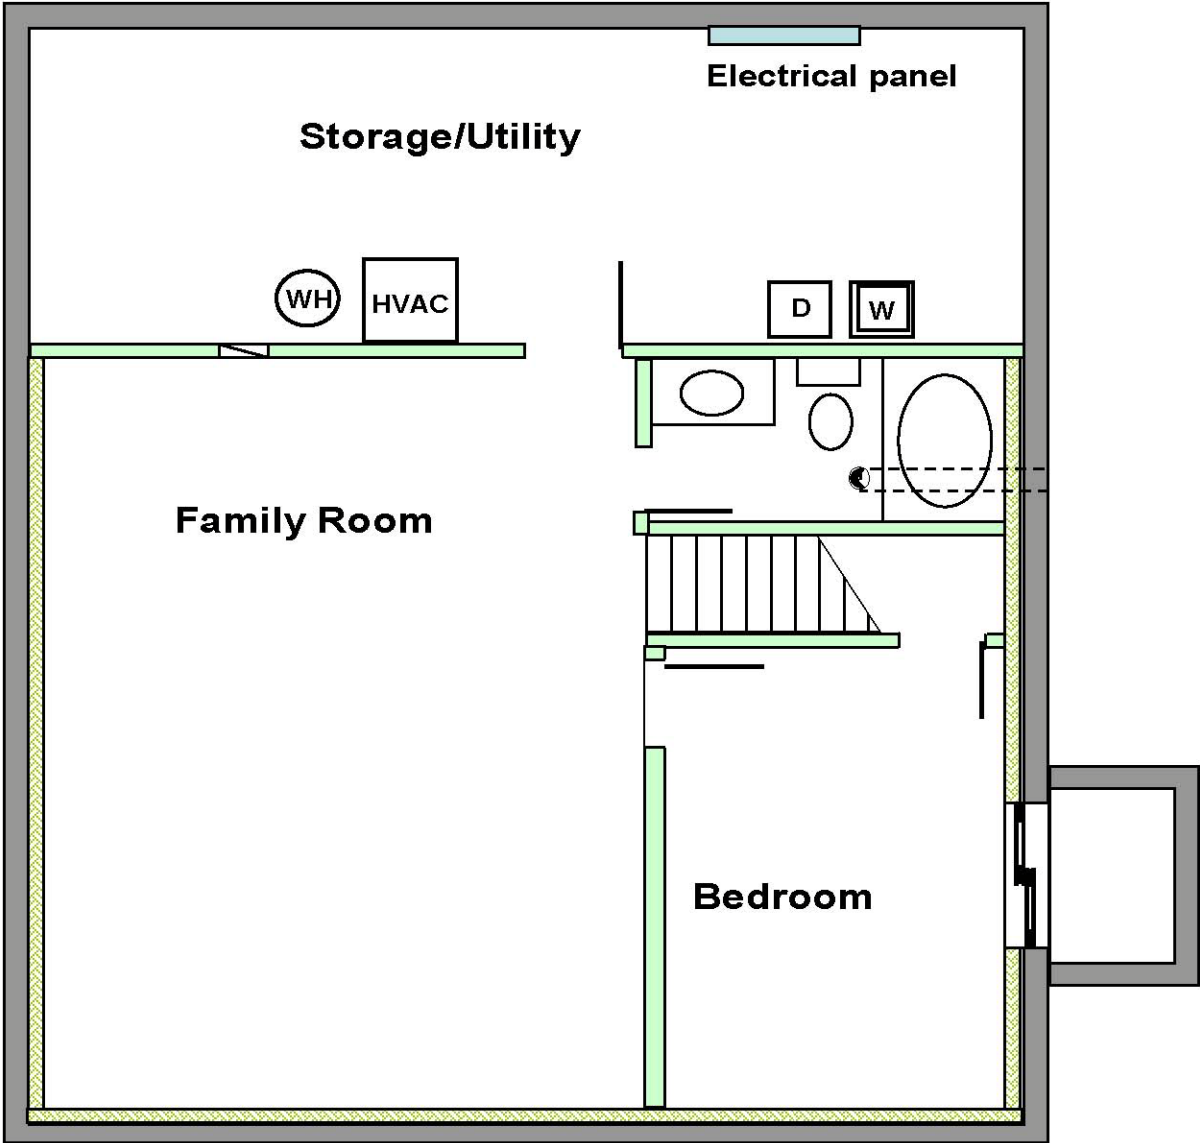 Electrical panel
Storage/Utility
WH
HVAC
D
W
Family Room
Bedroom